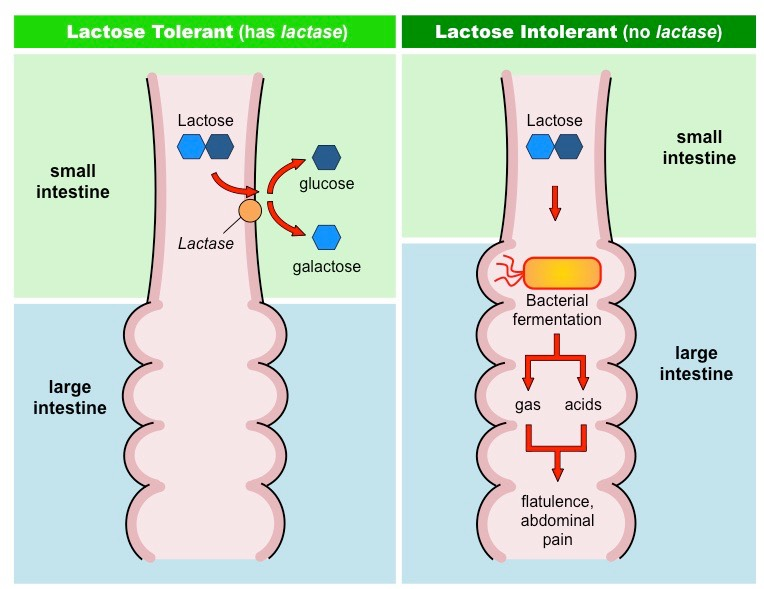 Lactose Tolerant (has lactase)
small
intestine
Lactose
glucose
Lactase
galactose
large
intestine
Lactose Intolerant (no lactase)
Lactose
small
intestine
Bacterial
fermentation
large
intestine
gas acids
flatulence,
abdominal
pain